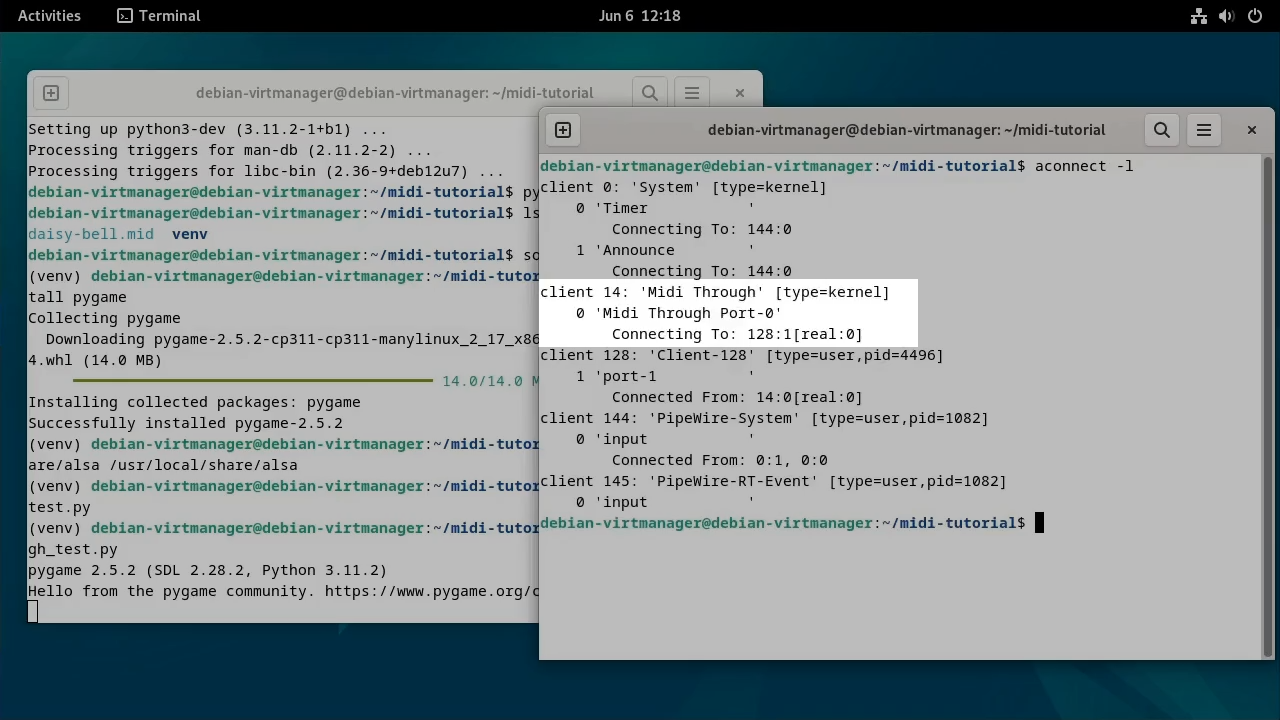 Activities
Terminal
Jun 6 12:18
debian-virtmanager@debian-virtmanager: ~/midi-tutorial
Setting up python3-dev (3.11.2-1+b1) ...
Processing triggers for man-db (2.11.2-2) ...
Processing triggers for libc-bin (2.36-9+deb12u7) ...
debian-virtmanager@debian-virtmanager:~/midi-tutorial$ py
debian-virtmanager@debian-virtmanager:~/midi-tutorial$ ls
daisy-bell.mid  venv
debian-virtmanager@debian-virtmanager:~/midi-tutorial$ so
(venv) debian-virtmanager@debian-virtmanager:~/midi-tutor
tall pygame
Collecting pygame
  Downloading pygame-2.5.2-cp311-cp311-manylinux_2_17_x86
4.whl (14.0 MB)
14.0/14.0 M
Installing collected packages: pygame
Successfully installed pygame-2.5.2
(venv) debian-virtmanager@debian-virtmanager:~/midi-tutor
are/alsa /usr/local/share/alsa
(venv) debian-virtmanager@debian-virtmanager:~/midi-tutor
test.py
(venv) debian-virtmanager@debian-virtmanager:~/midi-tutor
gh_test.py
pygame 2.5.2 (SDL 2.28.2, Python 3.11.2)
Hello from the pygame community. https://www.pygame.org/c
debian-virtmanager@debian-virtmanager: ~/midi-tutorial
debian-virtmanager@debian-virtmanager:~/midi-tutorial$ aconnect -l
client 0: 'System' [type=kernel]
    0 'Timer           '
        Connecting To: 144:0
    1 'Announce        '
        Connecting To: 144:0
client 14: 'Midi Through' [type=kernel]
    0 'Midi Through Port-0'
        Connecting To: 128:1[real:0]
client 128: 'Client-128' [type=user,pid=4496]
    1 'port-1          '
        Connected From: 14:0[real:0]
client 144: 'PipeWire-System' [type=user,pid=1082]
    0 'input           '
        Connected From: 0:1, 0:0
client 145: 'PipeWire-RT-Event' [type=user,pid=1082]
    0 'input           '
debian-virtmanager@debian-virtmanager:~/midi-tutorial$